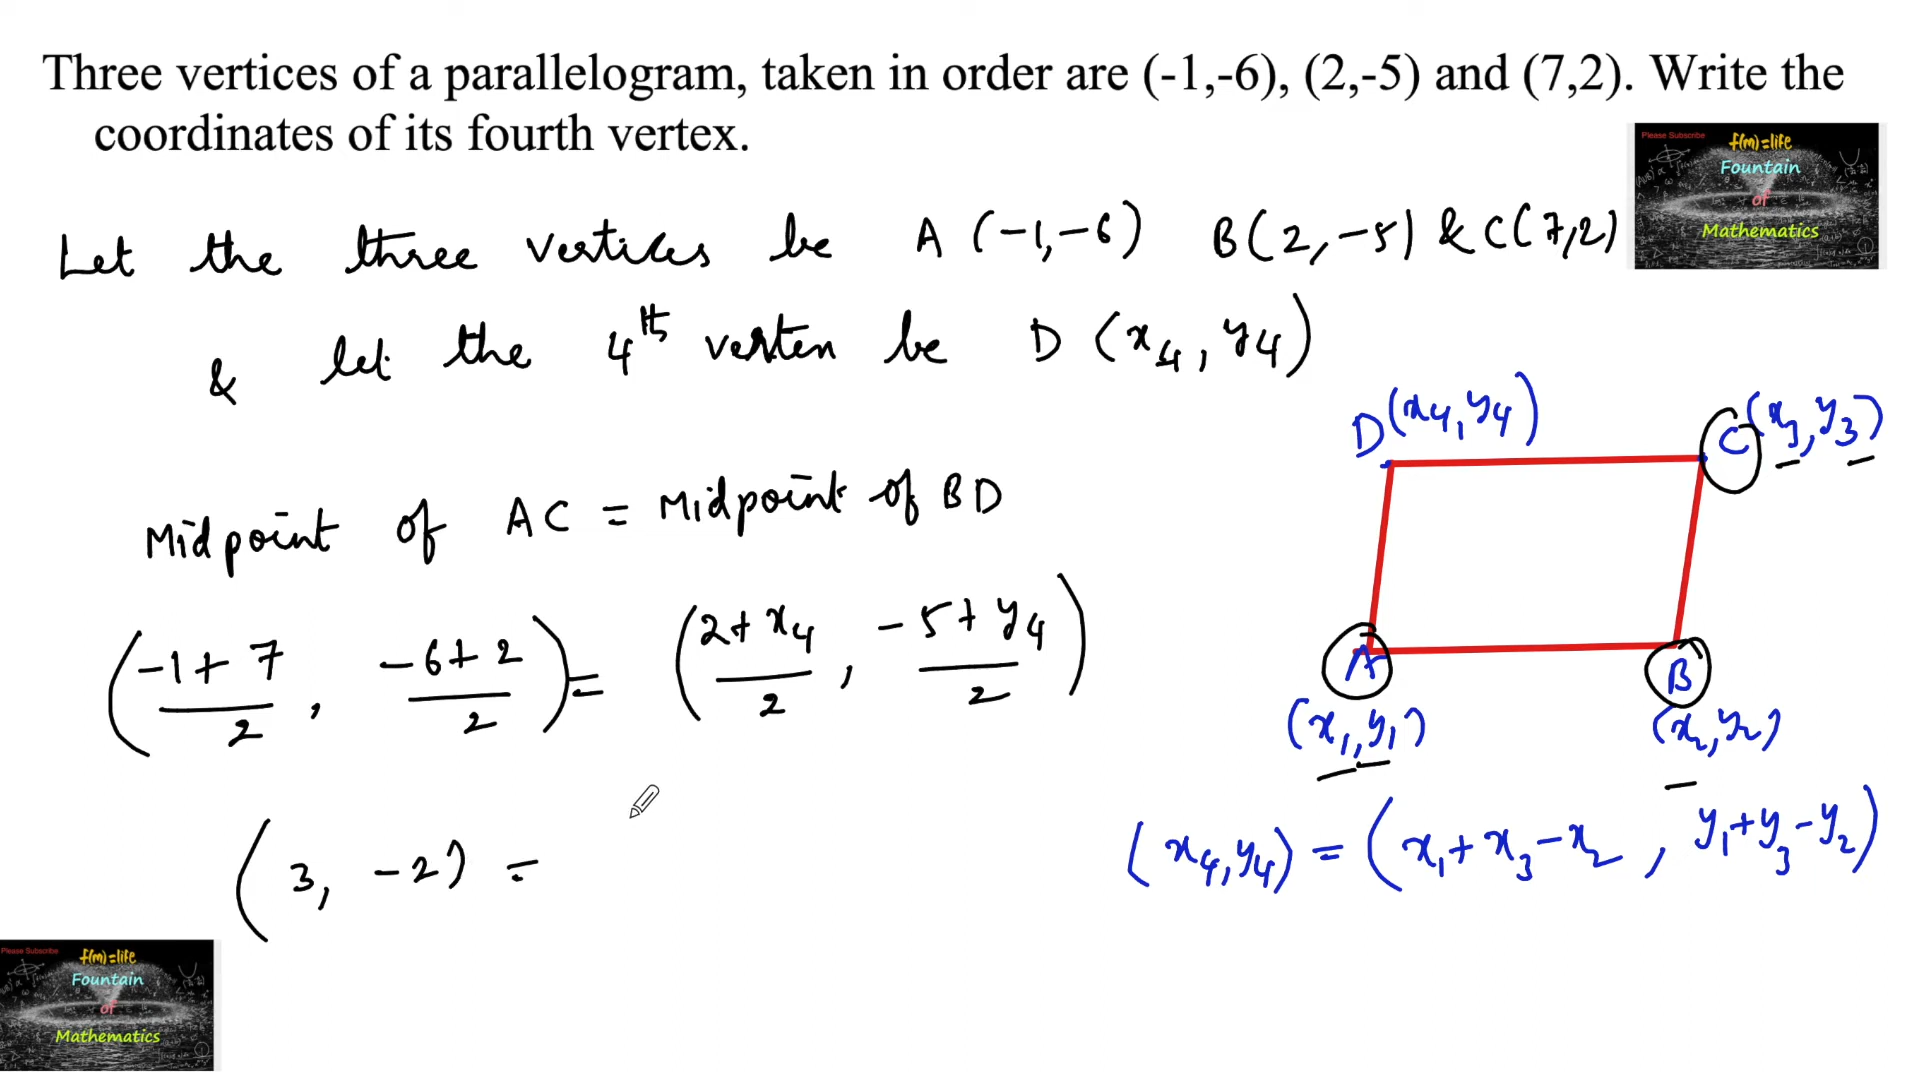 Three vertices of a parallelogram, taken in order are (-1,-6), (2,-5) and (7,2). Write the
coordinates of its fourth vertex.
Please Subscribe
f(m)=life
Fountain
of
Mathematics
Let the three vertices be A (-1,-6) B(2,-5) & C(7,2)
& let the 4th vertex be D (x4, y4)
D(x4, y4) C(x3, y3)
Midpoint of AC = Midpoint of BD
(-1+7/2, -6+2/2) = (2+x4/2, -5+y4/2)
A B
(x1, y1) (x2, y2)
(3, -2) =
(x4, y4) = (x1+x3-x2, y1+y3-y2)
Please Subscribe
f(m)=life
Fountain
of
Mathematics